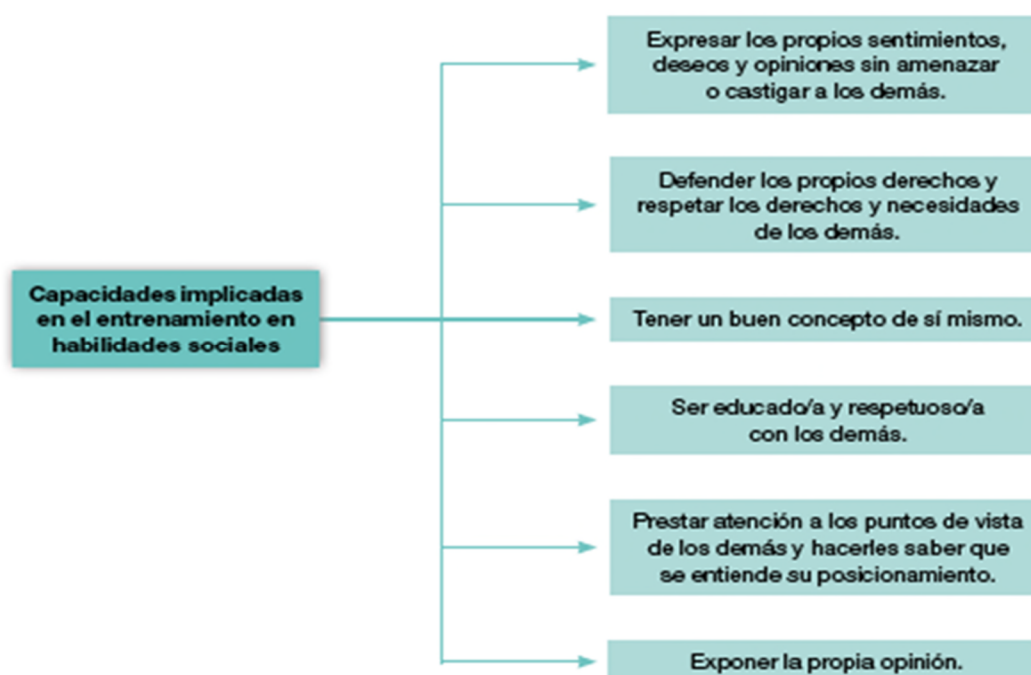 Capacidades implicadas
en el entrenamiento en
habilidades sociales
Expresar los propios sentimientos,
deseos y opiniones sin amenazar
o castigar a los demás.
Defender los propios derechos y
respetar los derechos y necesidades
de los demás.
Tener un buen concepto de sí mismo.
Ser educado/a y respetuoso/a
con los demás.
Prestar atención a los puntos de vista
de los demás y hacerles saber que
se entiende su posicionamiento.
Exponer la propia opinión.